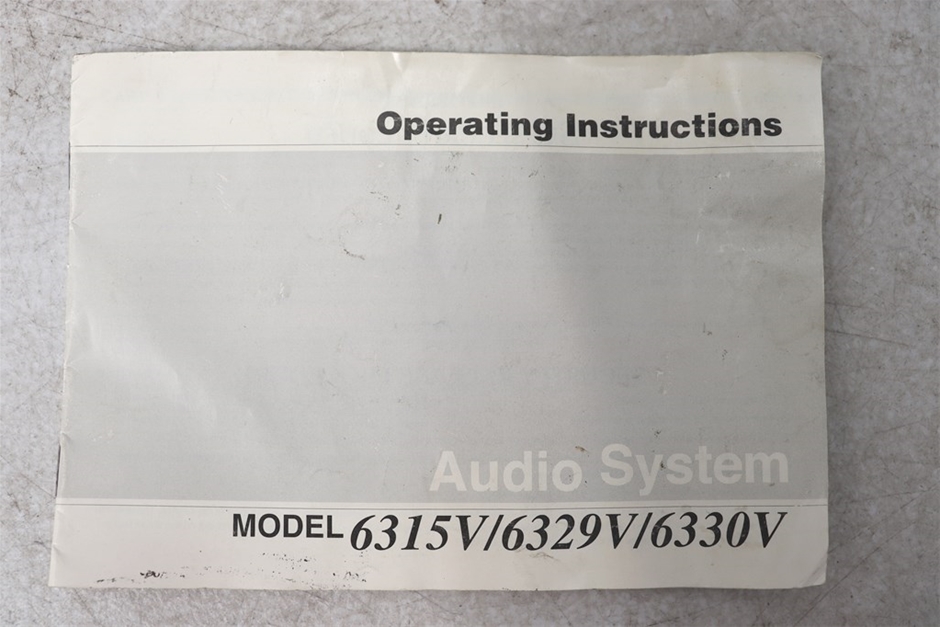 Operating Instructions
Audio System
MODEL 6315V/6329V/6330V